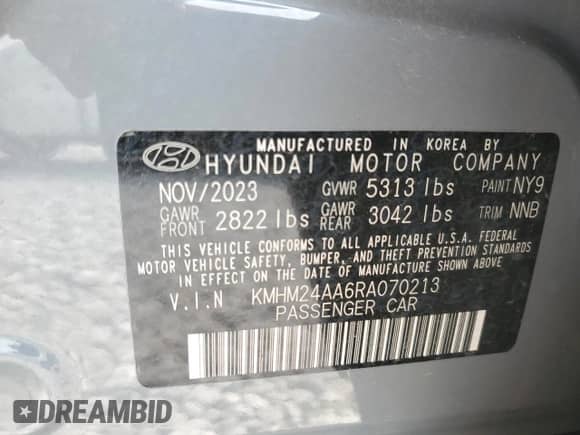 MANUFACTURED IN KOREA BY
HYUNDAI MOTOR COMPANY
NOV/2023 GVWR 5313 lbs PAINT NY9
GAWR FRONT 2822 lbs GAWR REAR 3042 lbs TRIM NNB
THIS VEHICLE CONFORMS TO ALL APPLICABLE U.S.A. FEDERAL
MOTOR VEHICLE SAFETY, BUMPER, AND THEFT PREVENTION STANDARDS
IN EFFECT ON THE DATE OF MANUFACTURE SHOWN ABOVE.
V.I.N KMHM24AA6RA070213
PASSENGER CAR
DREAMBID